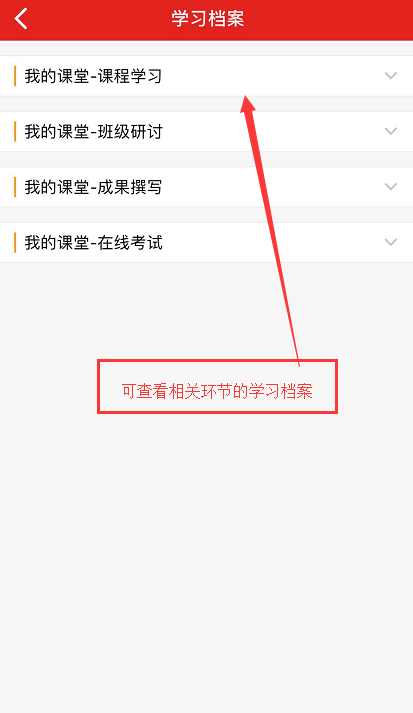 学习档案
我的课堂-课程学习
我的课堂-班级研讨
我的课堂-成果撰写
我的课堂-在线考试
可查看相关环节的学习档案